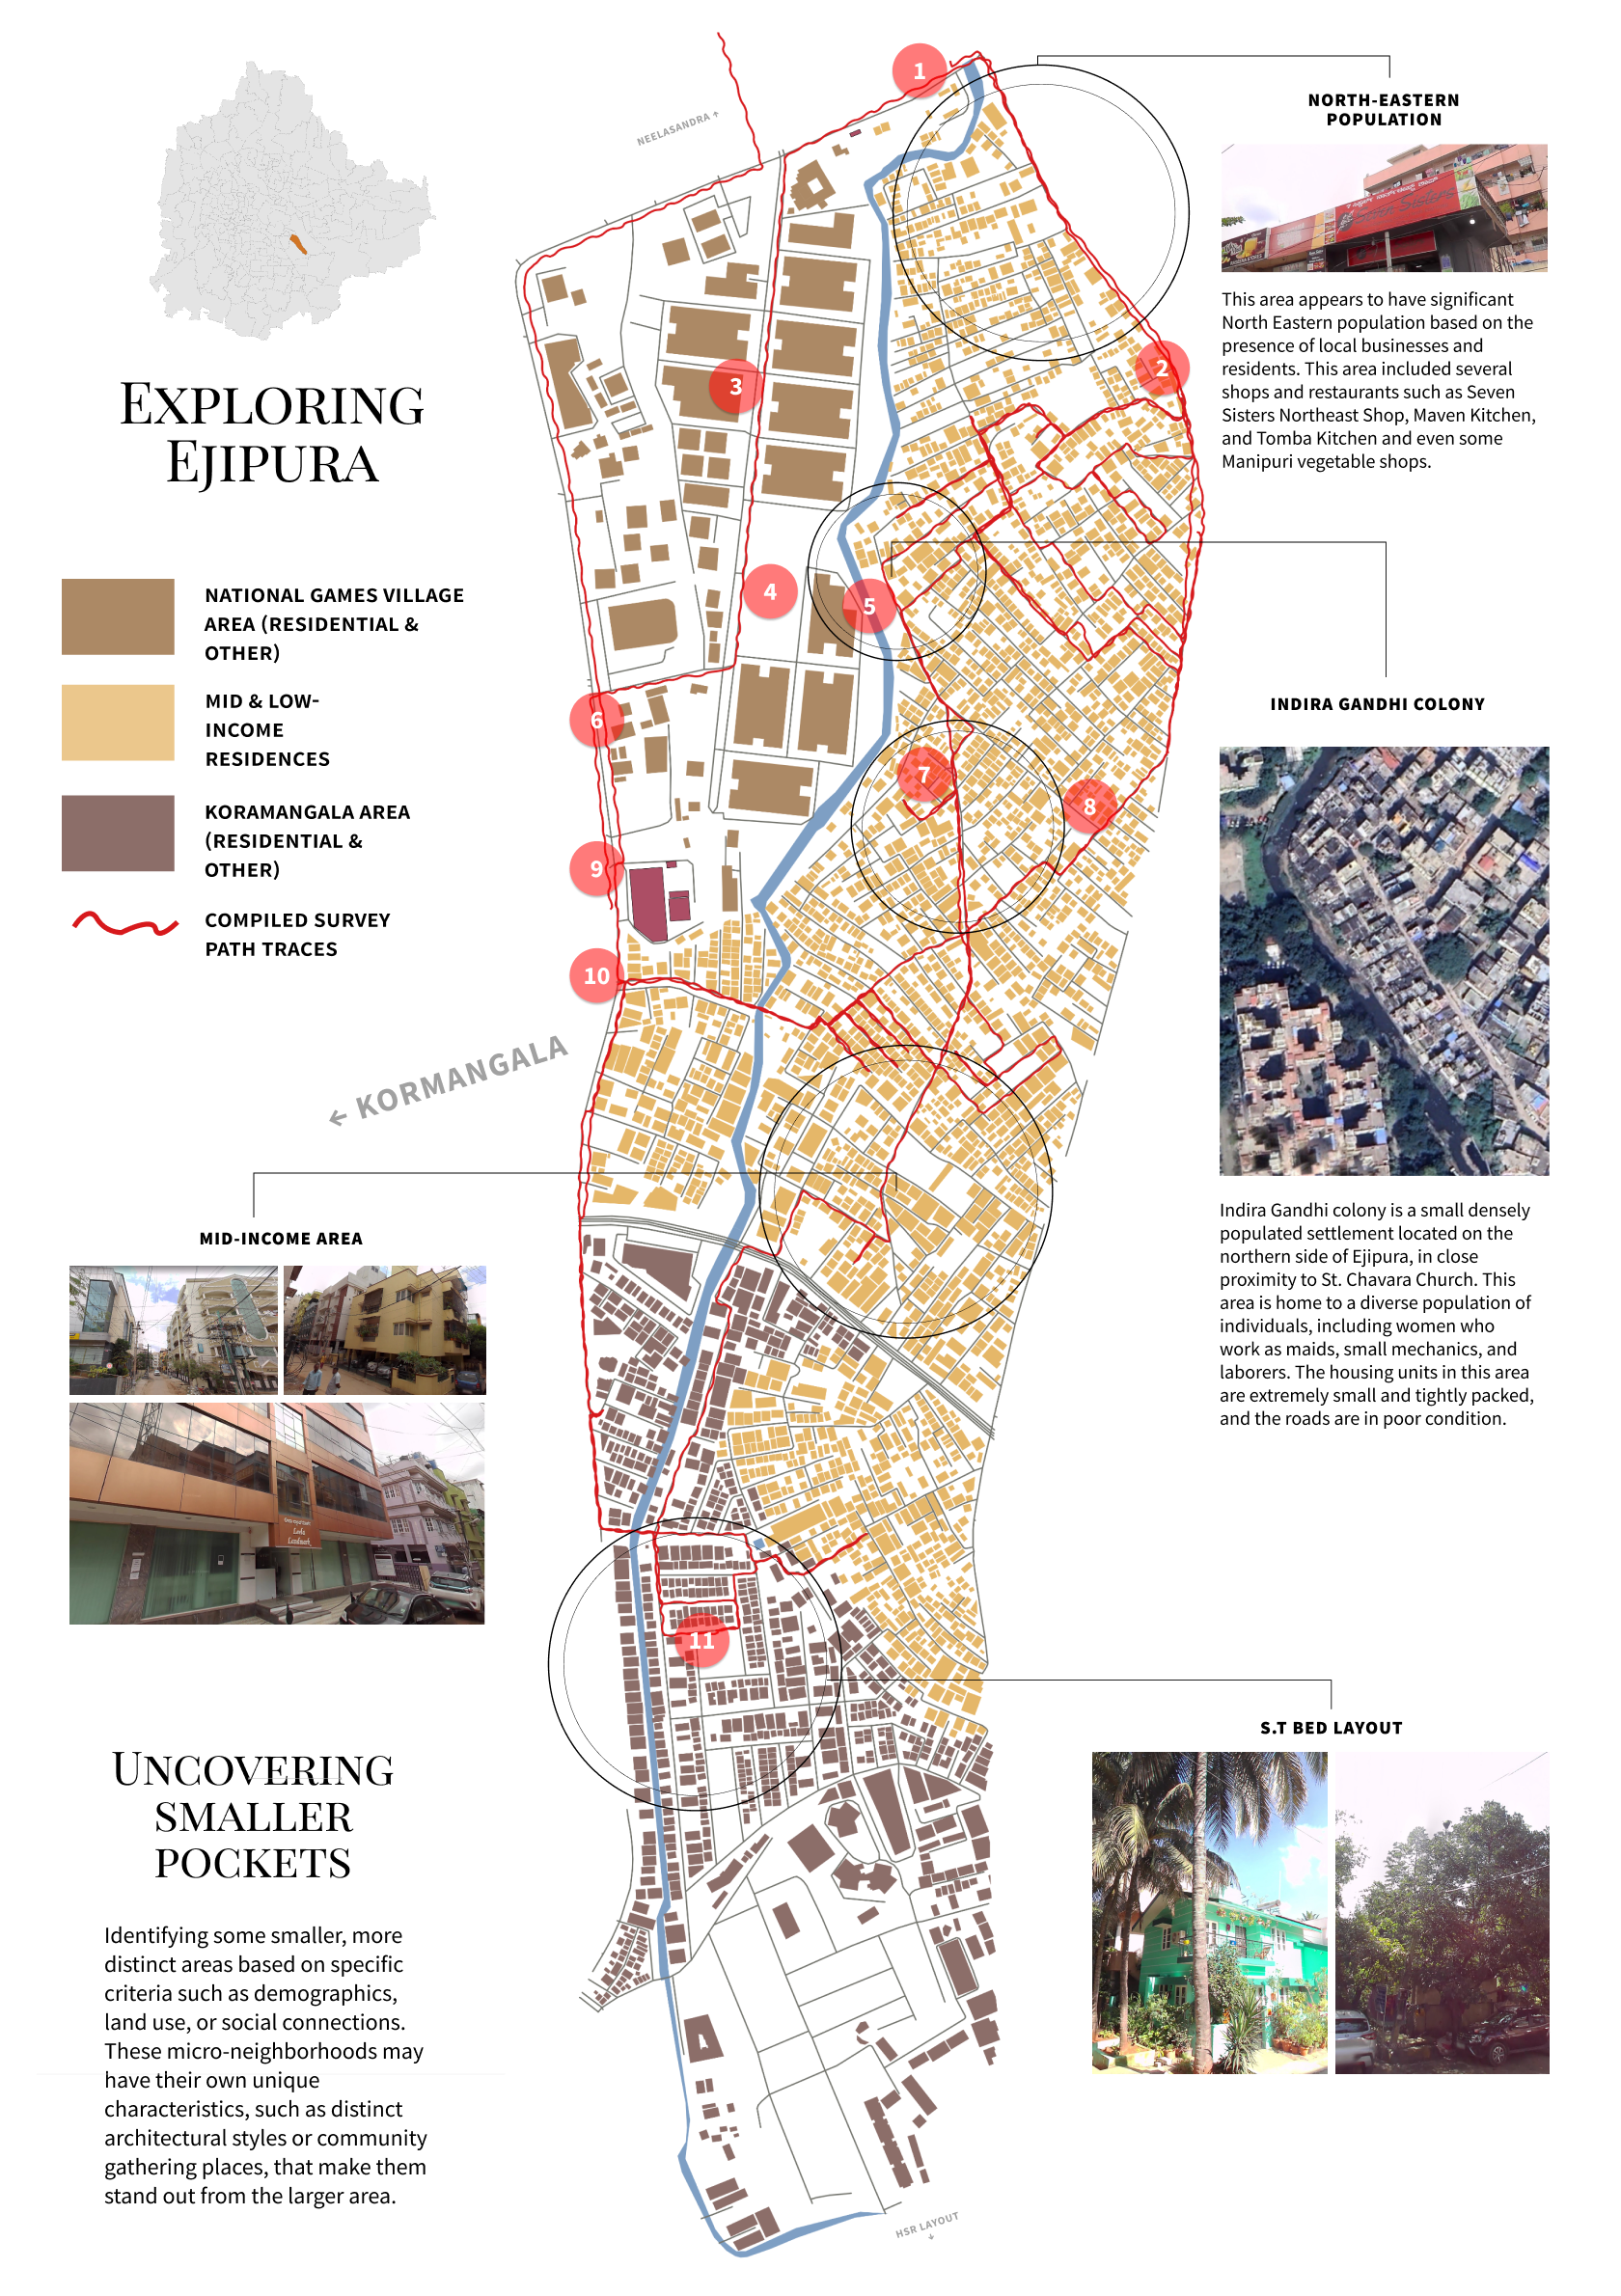 EXPLORING
EJIPURA
NATIONAL GAMES VILLAGE
AREA (RESIDENTIAL &
OTHER)
MID & LOW-
INCOME
RESIDENCES
KORAMANGALA AREA
(RESIDENTIAL &
OTHER)
COMPILED SURVEY
PATH TRACES
NEELASANDRA ↑
1
2
3
4
5
6
7
8
9
10
11
← KORMANGALA
HSR LAYOUT
↓
NORTH-EASTERN
POPULATION
Seven Sisters
This area appears to have significant
North Eastern population based on the
presence of local businesses and
residents. This area included several
shops and restaurants such as Seven
Sisters Northeast Shop, Maven Kitchen,
and Tomba Kitchen and even some
Manipuri vegetable shops.
INDIRA GANDHI COLONY
Indira Gandhi colony is a small densely
populated settlement located on the
northern side of Ejipura, in close
proximity to St. Chavara Church. This
area is home to a diverse population of
individuals, including women who
work as maids, small mechanics, and
laborers. The housing units in this area
are extremely small and tightly packed,
and the roads are in poor condition.
MID-INCOME AREA
Leela
Landmark
S.T BED LAYOUT
UNCOVERING
SMALLER
POCKETS
Identifying some smaller, more
distinct areas based on specific
criteria such as demographics,
land use, or social connections.
These micro-neighborhoods may
have their own unique
characteristics, such as distinct
architectural styles or community
gathering places, that make them
stand out from the larger area.